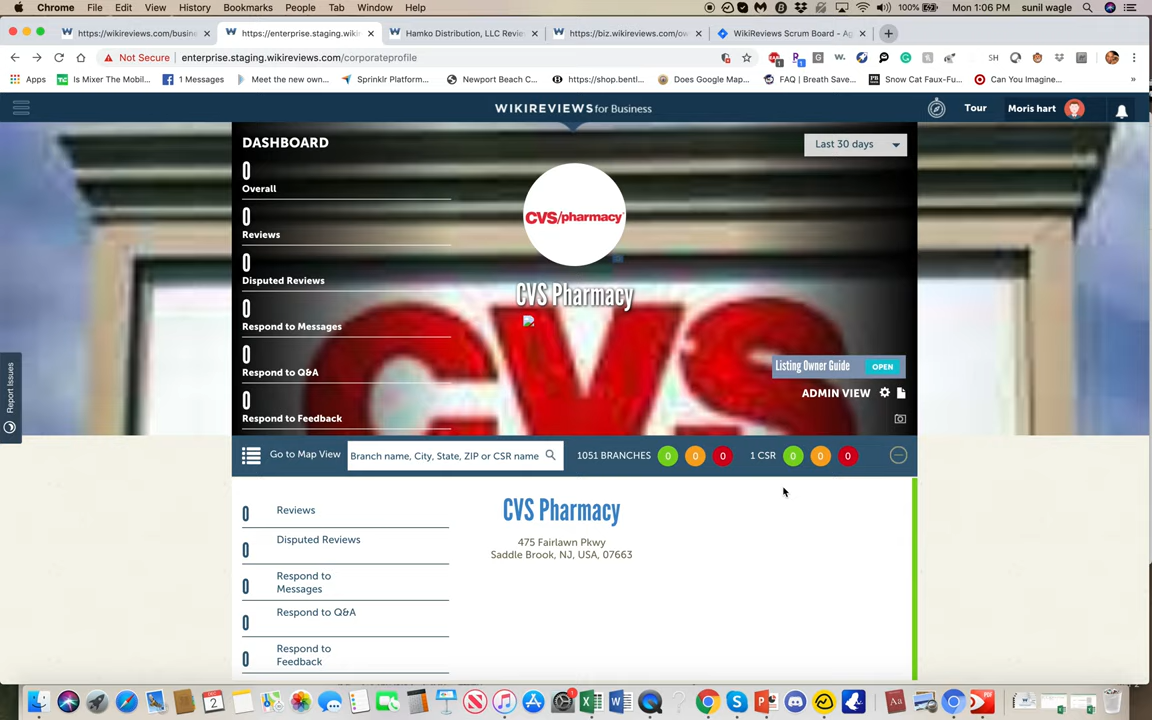 Chrome File Edit View History Bookmarks People Tab Window Help 100% Mon 1:06 PM sunil wagle
https://wikireviews.com/busin
https://enterprise.staging.wiki
Hamko Distribution, LLC Revie
https://biz.wikireviews.com/ov
WikiReviews Scrum Board - Ag
Not Secure enterprise.staging.wikireviews.com/corporateprofile
Apps Is Mixer The Mobil... 1 Messages Meet the new own... Sprinklr Platform... Newport Beach C... https://shop.bentl... Does Google Map... FAQ | Breath Save... Snow Cat Faux-Fu... Can You Imagine...
WIKIREVIEWS for Business
Tour
Moris hart
DASHBOARD
Last 30 days
0
Overall
0
Reviews
0
Disputed Reviews
0
Respond to Messages
0
Respond to Q&A
0
Respond to Feedback
CVS/pharmacy
CVS Pharmacy
CVS
Listing Owner Guide OPEN
ADMIN VIEW
Report Issues
Go to Map View
Branch name, City, State, ZIP or CSR name
1051 BRANCHES 0 0 0
1 CSR 0 0 0
0 Reviews
0 Disputed Reviews
0 Respond to
Messages
0 Respond to Q&A
0 Respond to
Feedback
CVS Pharmacy
475 Fairlawn Pkwy
Saddle Brook, NJ, USA, 07663